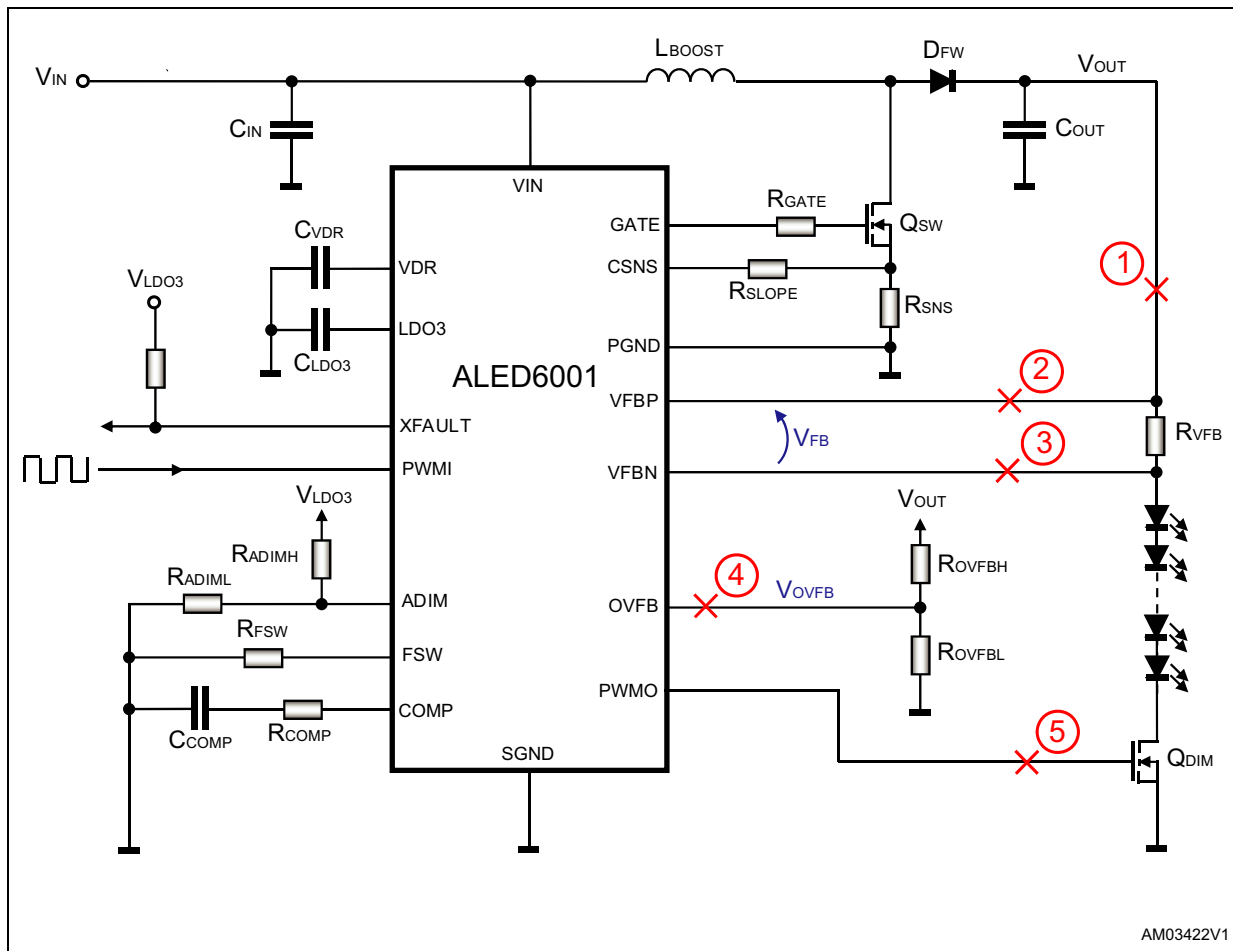 LBOOST
DFW
VIN
VOUT
CIN
COUT
VIN
RGATE
GATE
QSW
CVDR
VDR
CSNS
RSLOPE
VLDO3
1
RSNS
LDO3
CLDO3
PGND
ALED6001
2
VFBP
XFAULT
VFB
RVFB
3
PWMI
VFBN
VLDO3
VOUT
RADIMH
ROVFBH
RADIML
4
ADIM
OVFB
VOVFB
RFSW
FSW
ROVFBL
PWMO
COMP
CCOMP
RCOMP
5
SGND
QDIM
AM03422V1